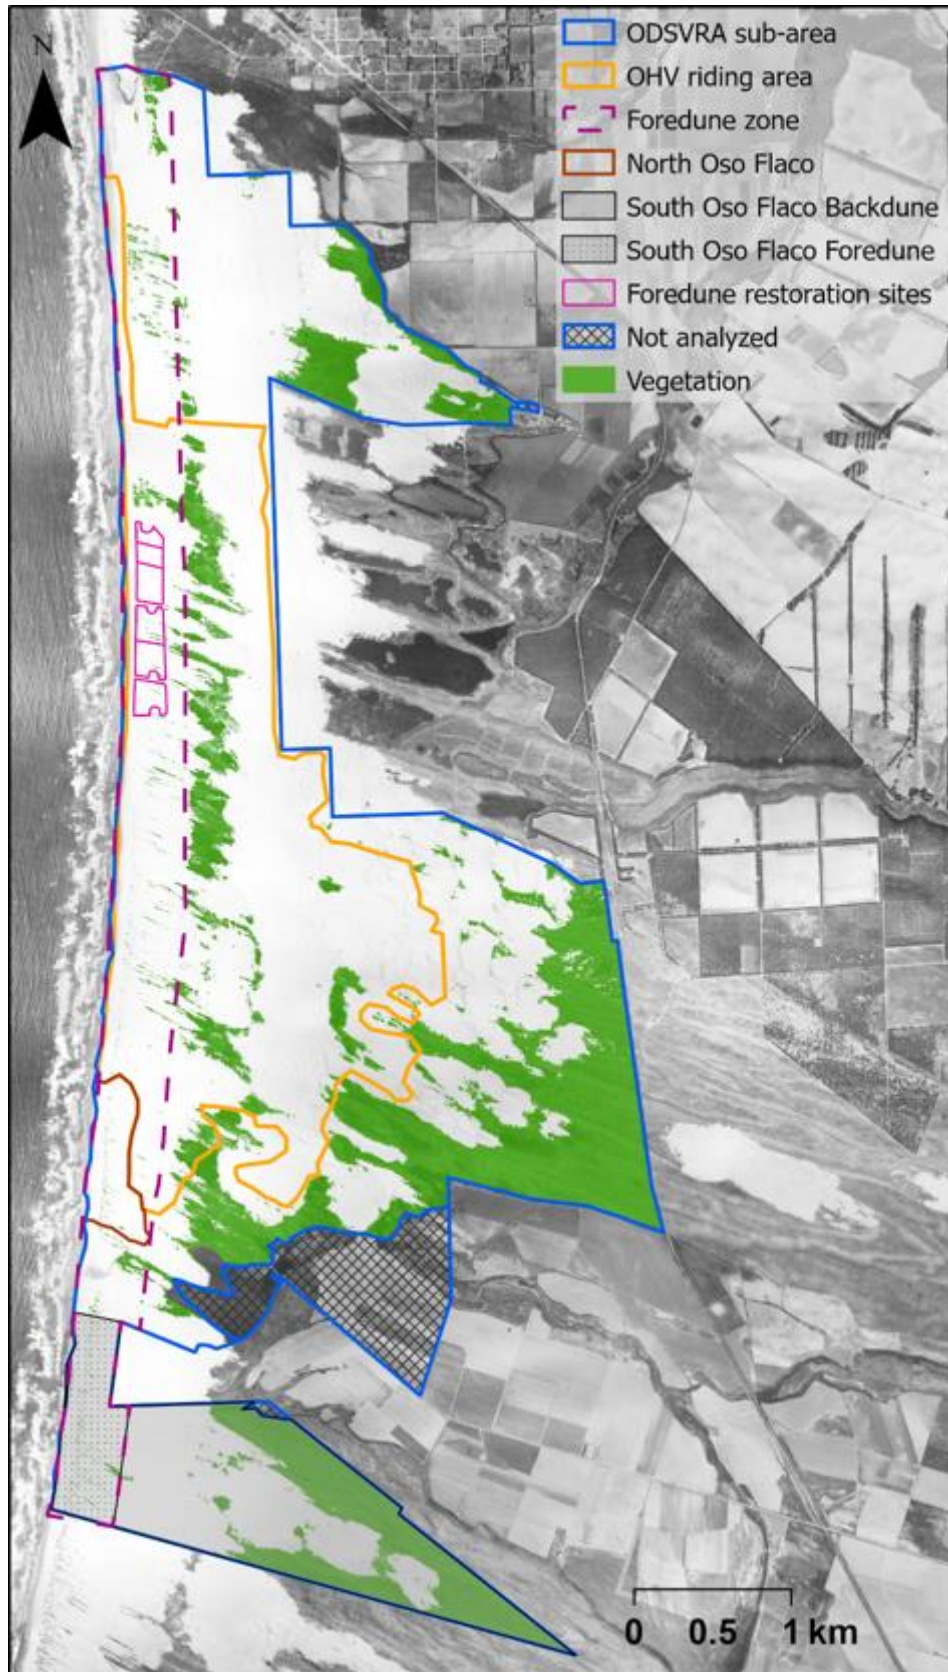 N
ODSVRA sub-area
OHV riding area
Foredune zone
North Oso Flaco
South Oso Flaco Backdune
South Oso Flaco Foredune
Foredune restoration sites
Not analyzed
Vegetation
0 0.5 1 km